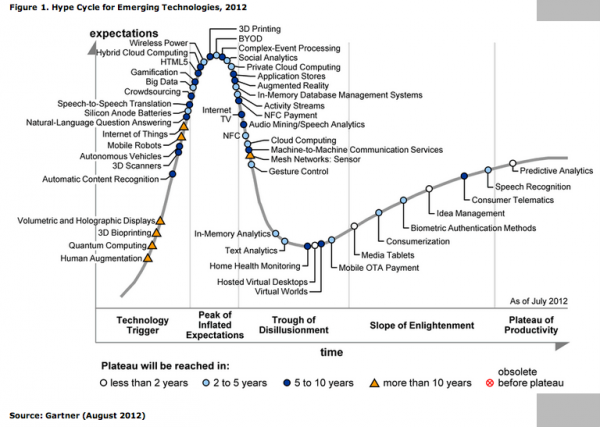 Figure 1. Hype Cycle for Emerging Technologies, 2012
expectations
3D Printing
BYOD
Complex-Event Processing
Social Analytics
Private Cloud Computing
Application Stores
Augmented Reality
In-Memory Database Management Systems
Activity Streams
NFC Payment
Audio Mining/Speech Analytics
Wireless Power
Hybrid Cloud Computing
HTML5
Gamification
Big Data
Crowdsourcing
Speech-to-Speech Translation
Silicon Anode Batteries
Natural-Language Question Answering
Internet of Things
Mobile Robots
Autonomous Vehicles
3D Scanners
Automatic Content Recognition
Volumetric and Holographic Displays
3D Bioprinting
Quantum Computing
Human Augmentation
Internet
TV
NFC
Cloud Computing
Machine-to-Machine Communication Services
Mesh Networks: Sensor
Gesture Control
In-Memory Analytics
Text Analytics
Home Health Monitoring
Hosted Virtual Desktops
Virtual Worlds
Mobile OTA Payment
Media Tablets
Consumerization
Biometric Authentication Methods
Idea Management
Consumer Telematics
Speech Recognition
Predictive Analytics
As of July 2012
Technology
Trigger
Peak of
Inflated
Expectations
Trough of
Disillusionment
Slope of Enlightenment
Plateau of
Productivity
time
Plateau will be reached in:
less than 2 years
2 to 5 years
5 to 10 years
more than 10 years
obsolete
before plateau
Source: Gartner (August 2012)